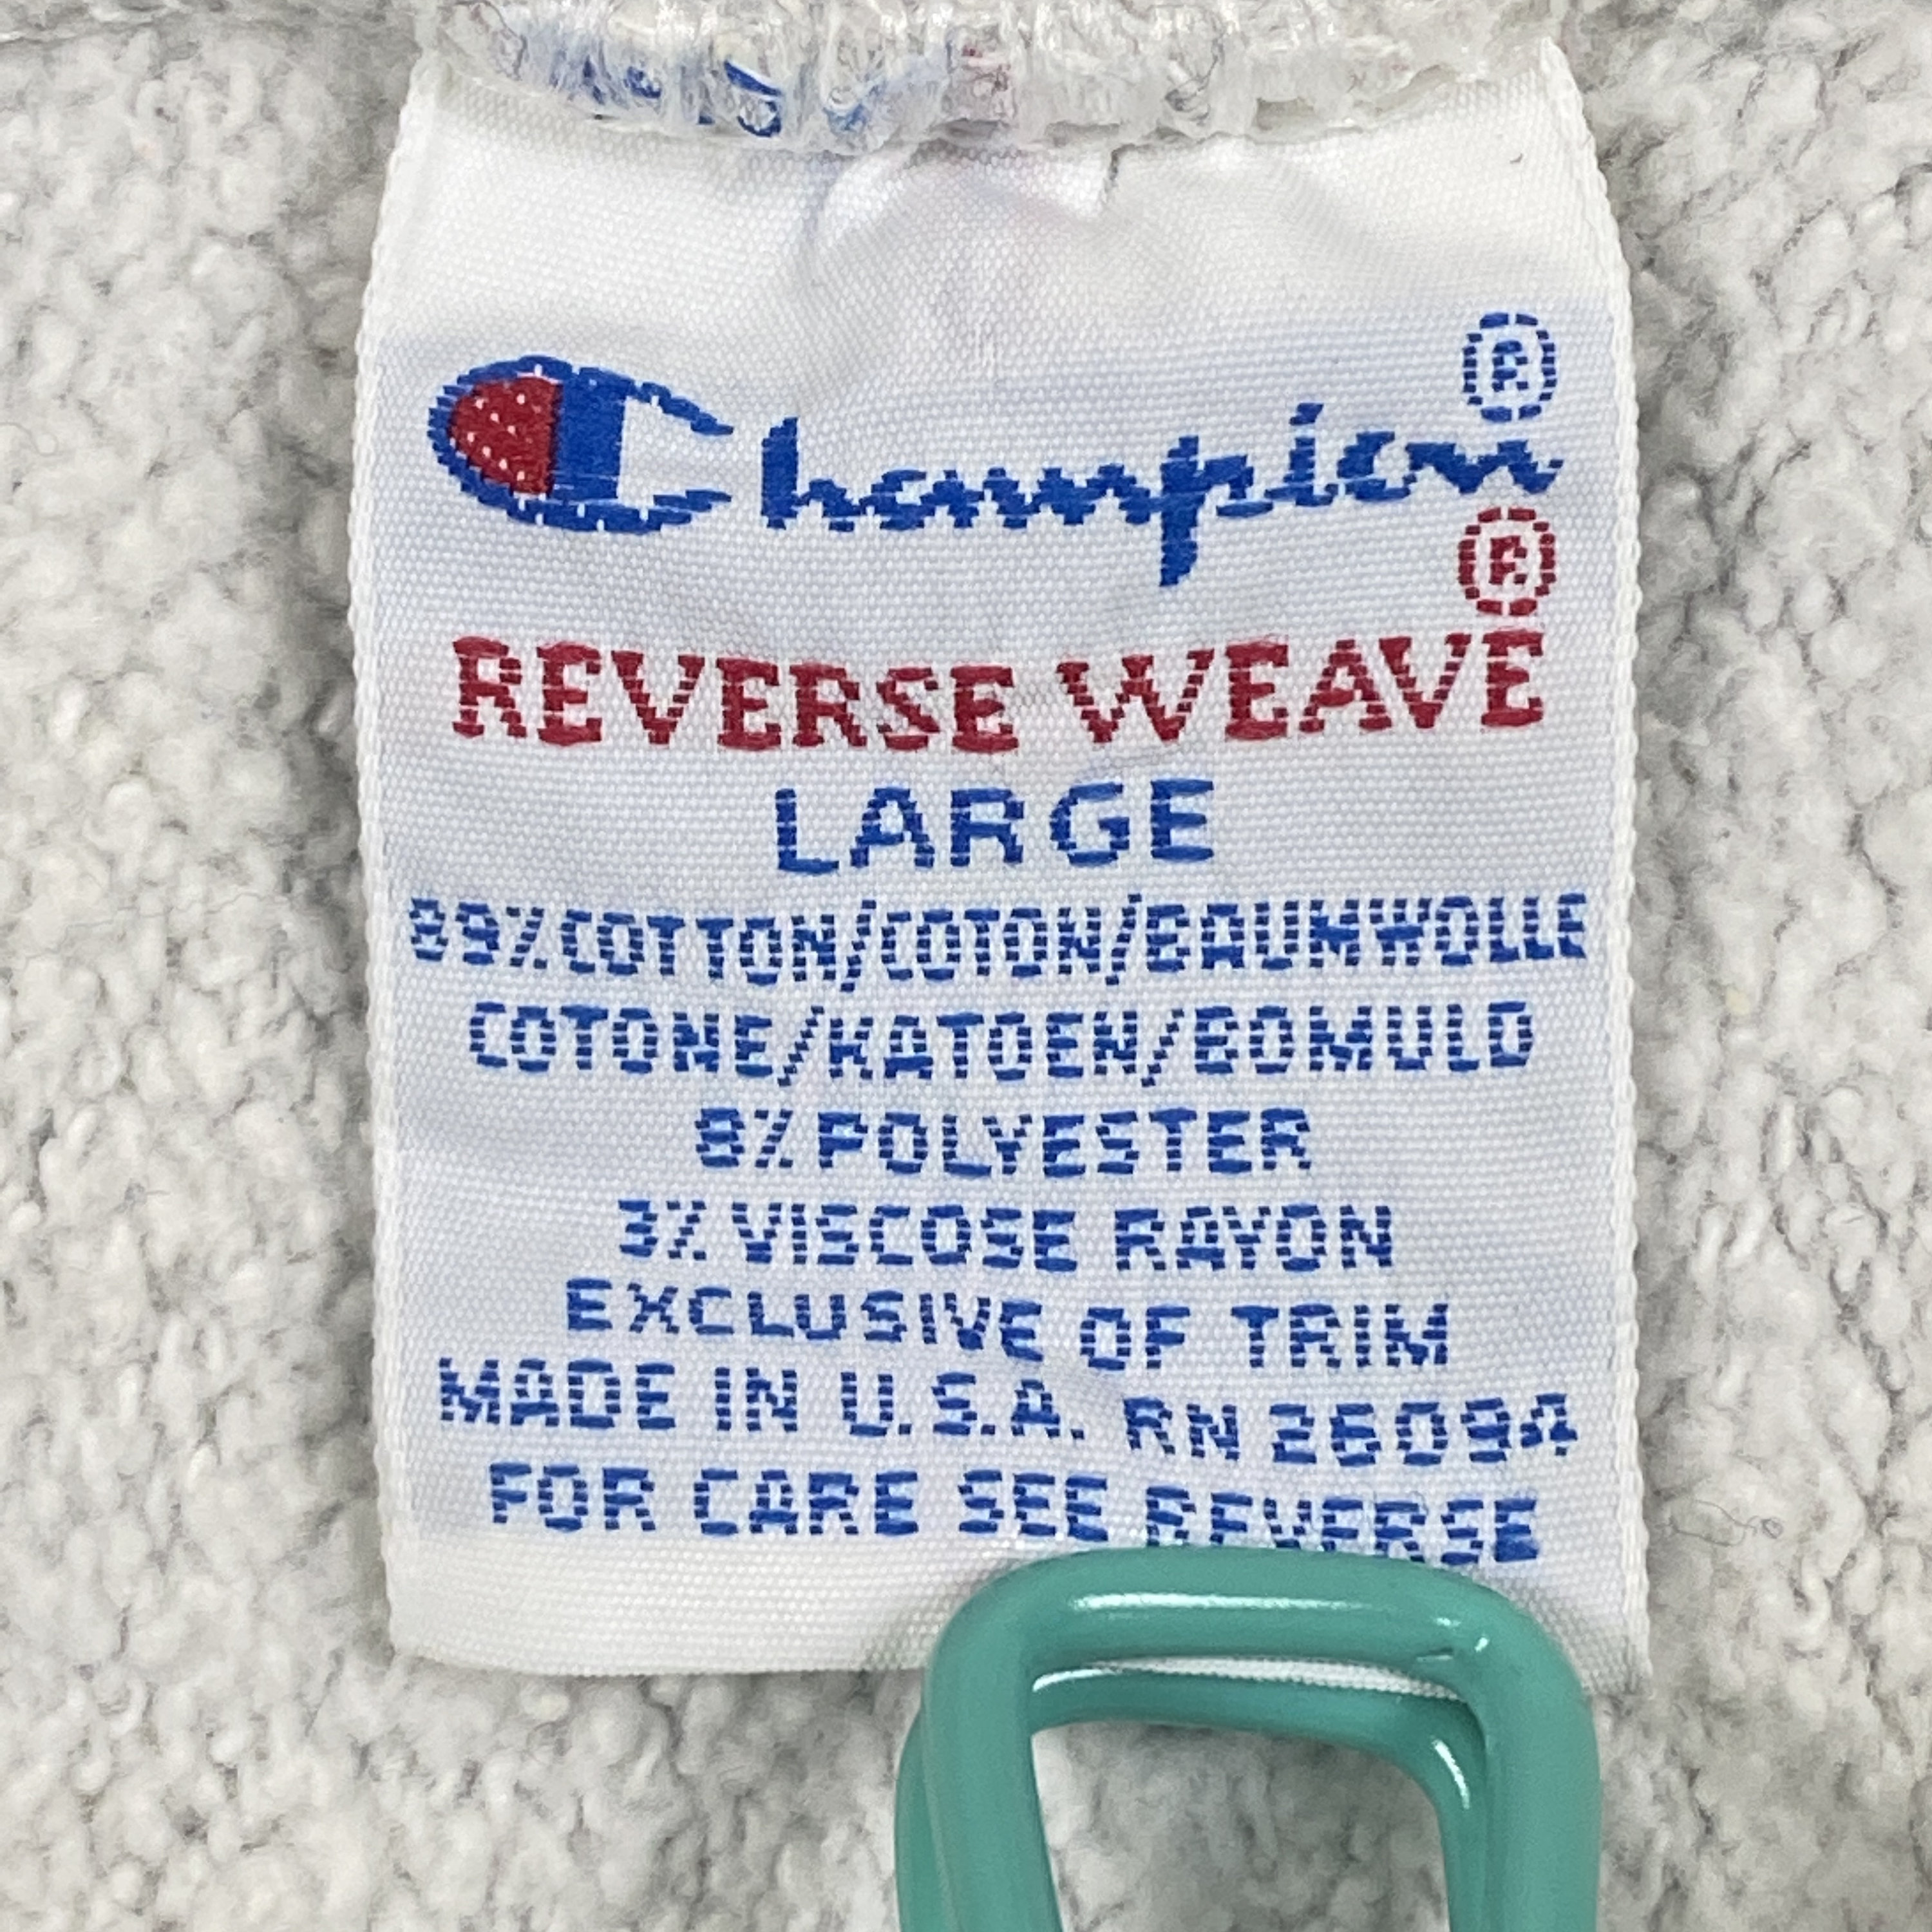 Champion®
REVERSE WEAVE®
LARGE
89% COTTON/COTON/BAUMWOLLE
COTONE/KATOEN/BOMULD
8% POLYESTER
3% VISCOSE RAYON
EXCLUSIVE OF TRIM
MADE IN U.S.A. RN 26094
FOR CARE SEE REVERSE